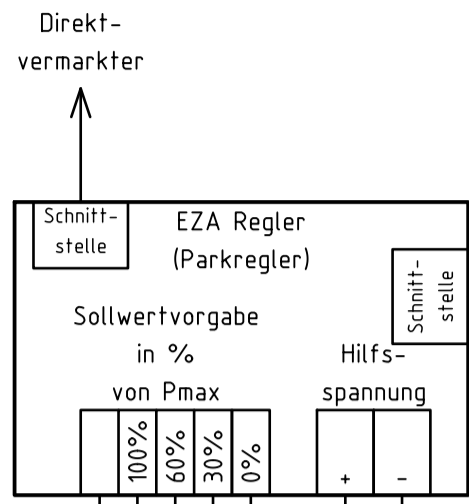 Direkt-
vermarkter
Schnitt-
stelle
EZA Regler
(Parkregler)
Schnitt-
stelle
Sollwertvorgabe
in %
von Pmax
Hilfs-
spannung
100%
60%
30%
0%
+
-